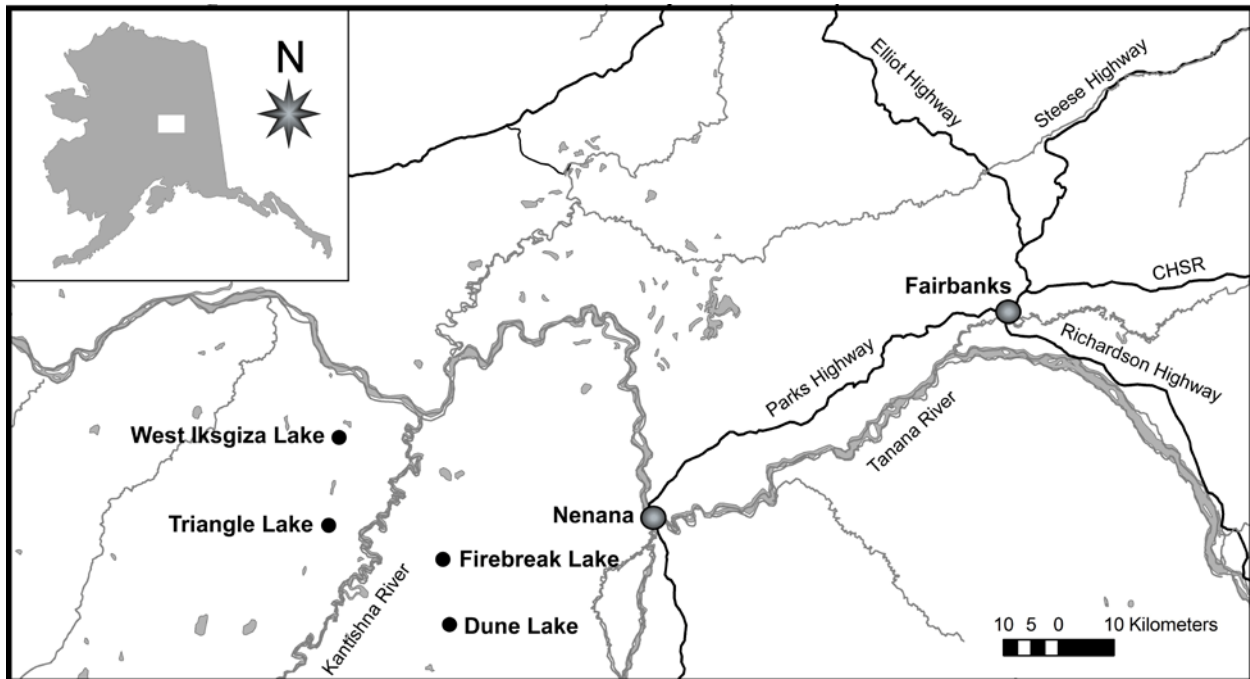 N
Elliot Highway
Steese Highway
CHSR
Fairbanks
Richardson Highway
Parks Highway
Tanana River
West Iksgiza Lake
Triangle Lake
Nenana
Firebreak Lake
Kantishna River
Dune Lake
10 5 0 10 Kilometers